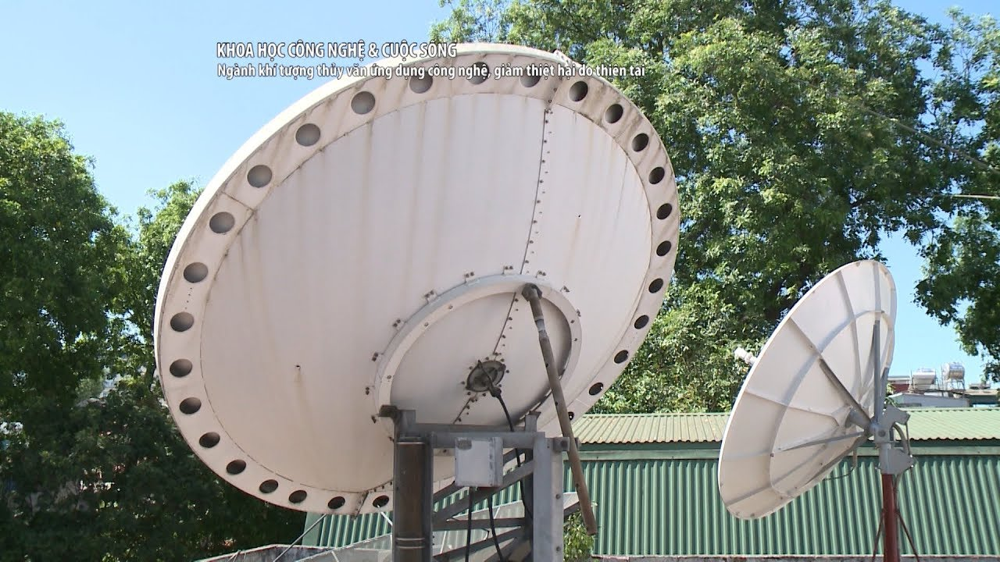 KHOA HỌC CÔNG NGHỆ & CUỘC SỐNG
Ngành khí tượng thủy văn ứng dụng công nghệ, giảm thiệt hại do thiên tai